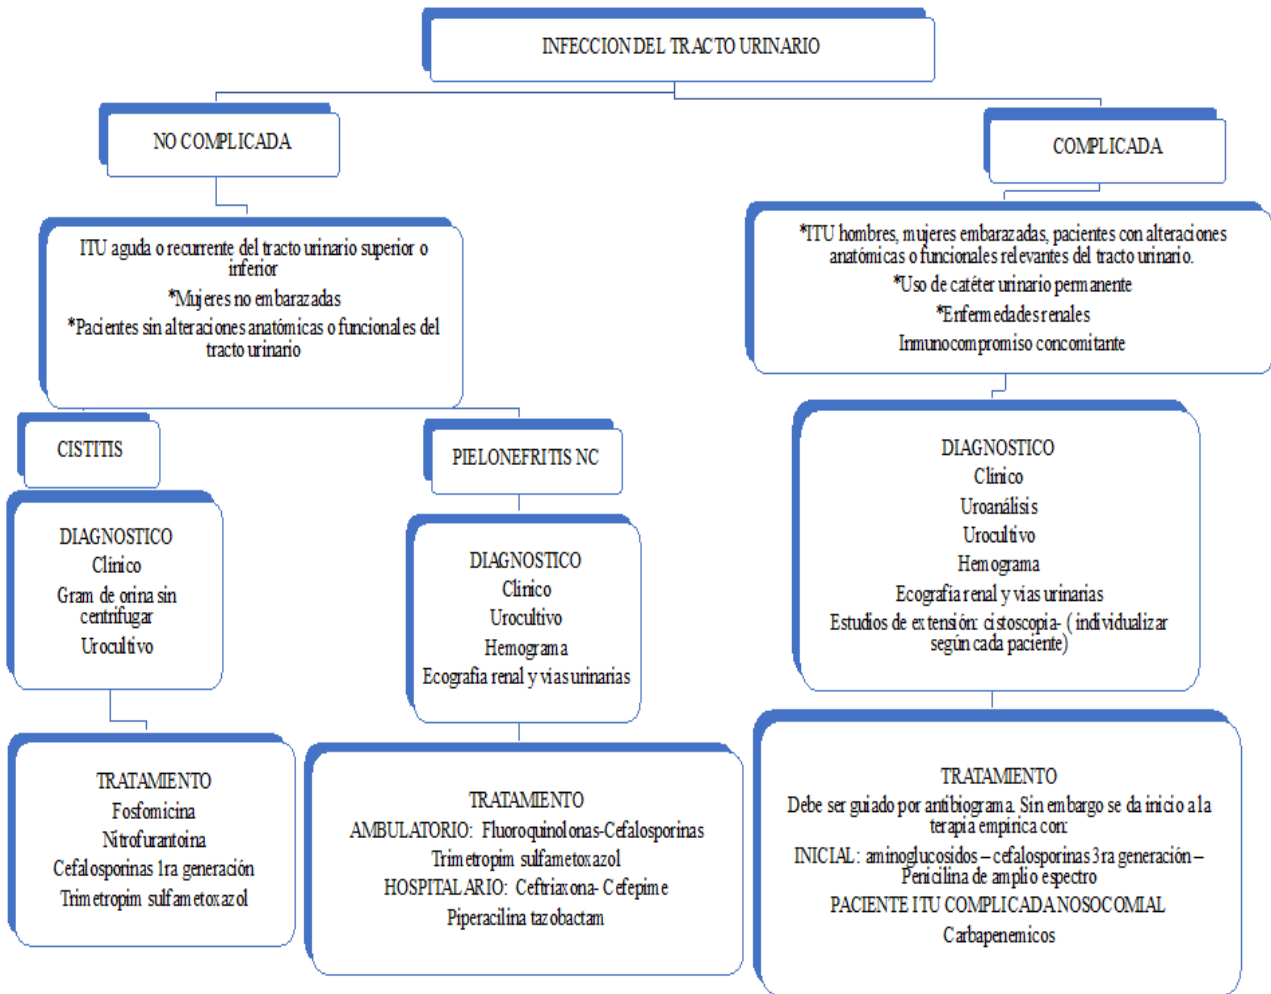 INFECCION DEL TRACTO URINARIO
NO COMPLICADA
COMPLICADA
ITU aguda o recurrente del tracto urinario superior o
inferior
*Mujeres no embarazadas
*Pacientes sin alteraciones anatómicas o funcionales del
tracto urinario
*ITU hombres, mujeres embarazadas, pacientes con alteraciones
anatómicas o funcionales relevantes del tracto urinario.
*Uso de catéter urinario permanente
*Enfermedades renales
Inmunocompromiso concomitante
CISTITIS
PIELONEFRITIS NC
DIAGNOSTICO
Clínico
Gram de orina sin
centrifugar
Urocultivo
DIAGNOSTICO
Clínico
Urocultivo
Hemograma
Ecografía renal y vías urinarias
DIAGNOSTICO
Clínico
Uroanálisis
Urocultivo
Hemograma
Ecografía renal y vías urinarias
Estudios de extensión: cistoscopia- ( individualizar
según cada paciente)
TRATAMIENTO
Fosfomicina
Nitrofurantoina
Cefalosporinas 1ra generación
Trimetropim sulfametoxazol
TRATAMIENTO
AMBULATORIO: Fluoroquinolonas-Cefalosporinas
Trimetropim sulfametoxazol
HOSPITALARIO: Ceftriaxona- Cefepime
Piperacilina tazobactam
TRATAMIENTO
Debe ser guiado por antibiograma. Sin embargo se da inicio a la
terapia empírica con:
INICIAL: aminoglucosidos – cefalosporinas 3ra generación –
Penicilina de amplio espectro
PACIENTE ITU COMPLICADA NOSOCOMIAL
Carbapenemicos